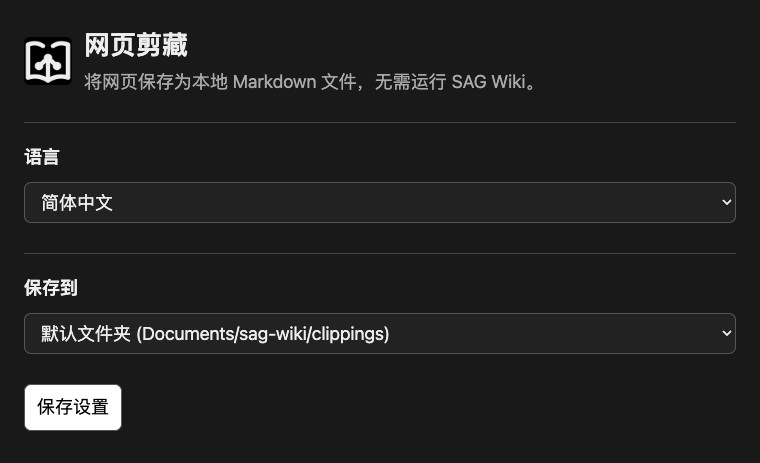 网页剪藏
将网页保存为本地 Markdown 文件，无需运行 SAG Wiki。
语言
简体中文
保存到
默认文件夹 (Documents/sag-wiki/clippings)
保存设置